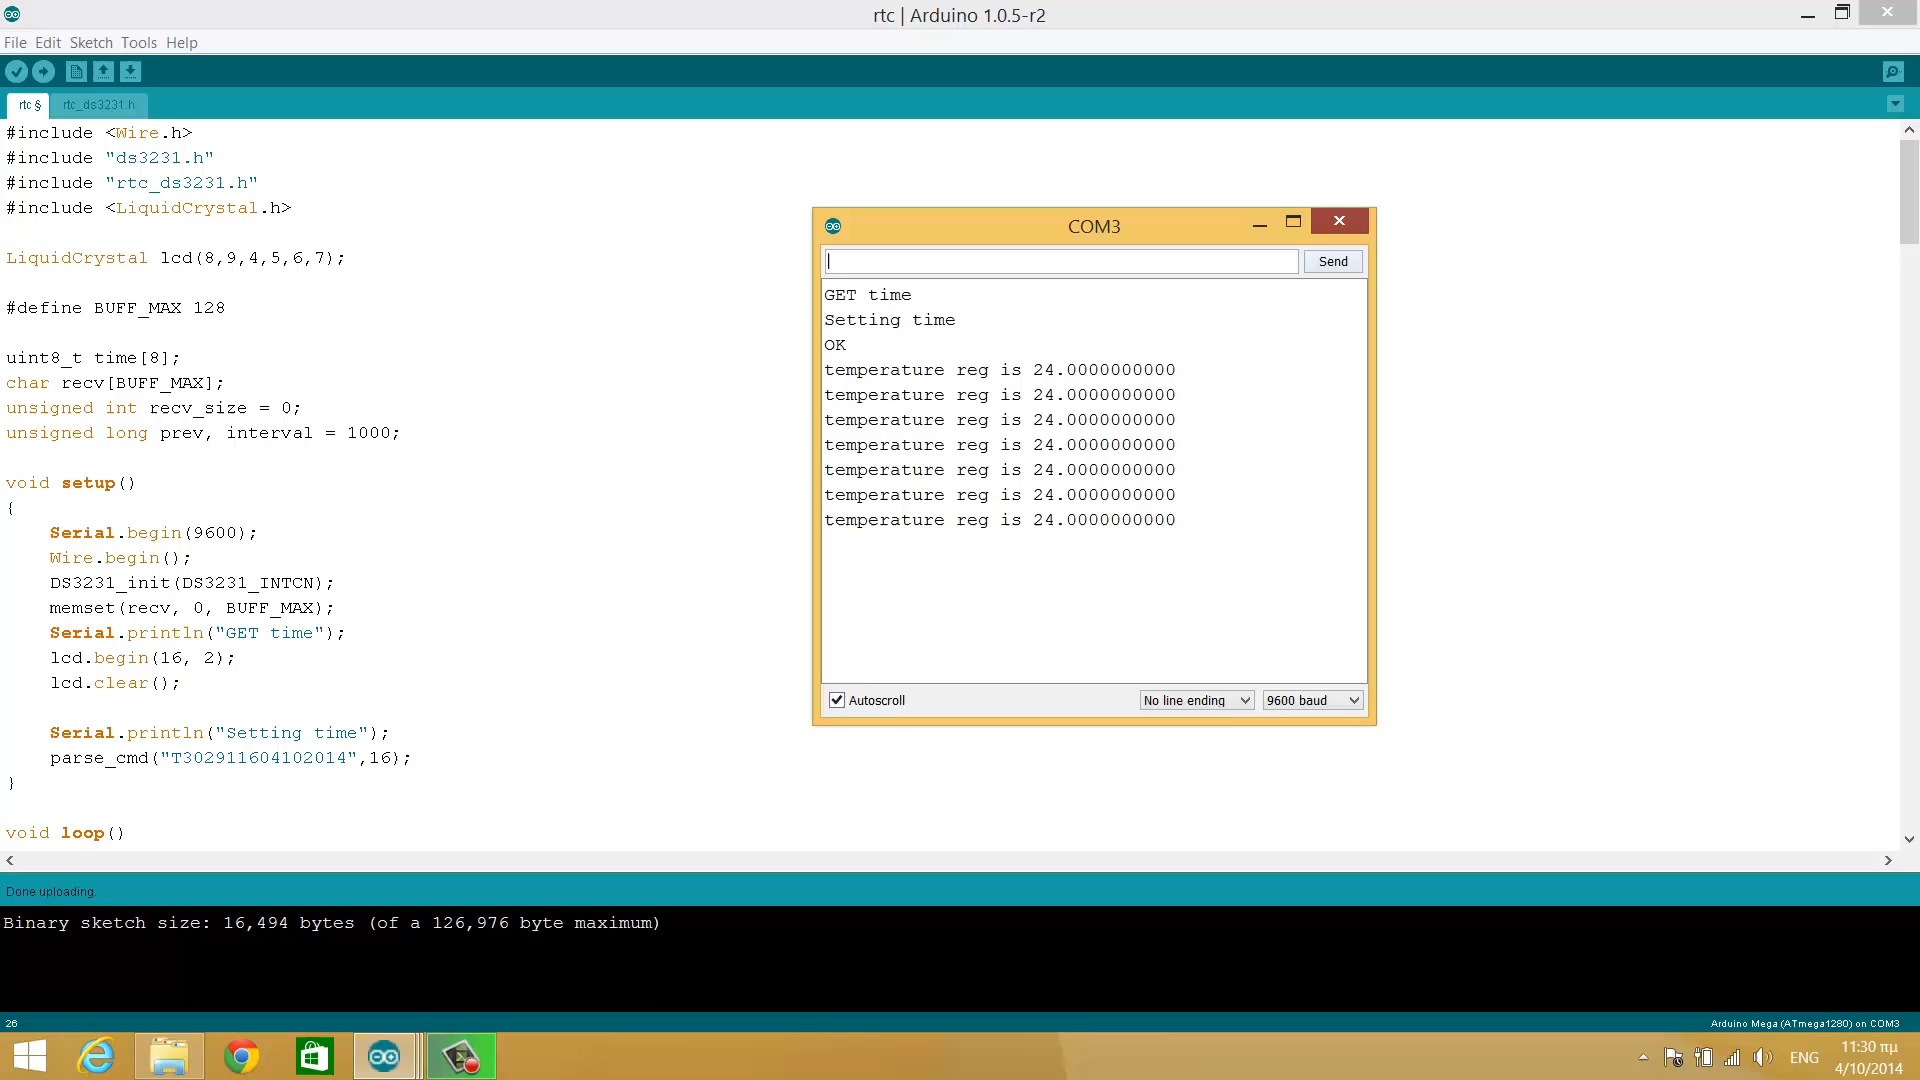 rtc | Arduino 1.0.5-r2
File Edit Sketch Tools Help
rtc § rtc_ds3231.h
#include <Wire.h>
#include "ds3231.h"
#include "rtc_ds3231.h"
#include <LiquidCrystal.h>
LiquidCrystal lcd(8,9,4,5,6,7);
#define BUFF_MAX 128
uint8_t time[8];
char recv[BUFF_MAX];
unsigned int recv_size = 0;
unsigned long prev, interval = 1000;
void setup()
{
Serial.begin(9600);
Wire.begin();
DS3231_init(DS3231_INTCN);
memset(recv, 0, BUFF_MAX);
Serial.println("GET time");
lcd.begin(16, 2);
lcd.clear();
Serial.println("Setting time");
parse_cmd("T302911604102014",16);
}
void loop()
COM3
Send
GET time
Setting time
OK
temperature reg is 24.0000000000
temperature reg is 24.0000000000
temperature reg is 24.0000000000
temperature reg is 24.0000000000
temperature reg is 24.0000000000
temperature reg is 24.0000000000
temperature reg is 24.0000000000
Autoscroll
No line ending
9600 baud
Done uploading.
Binary sketch size: 16,494 bytes (of a 126,976 byte maximum)
26
Arduino Mega (ATmega1280) on COM3
ENG
11:30 πμ
4/10/2014